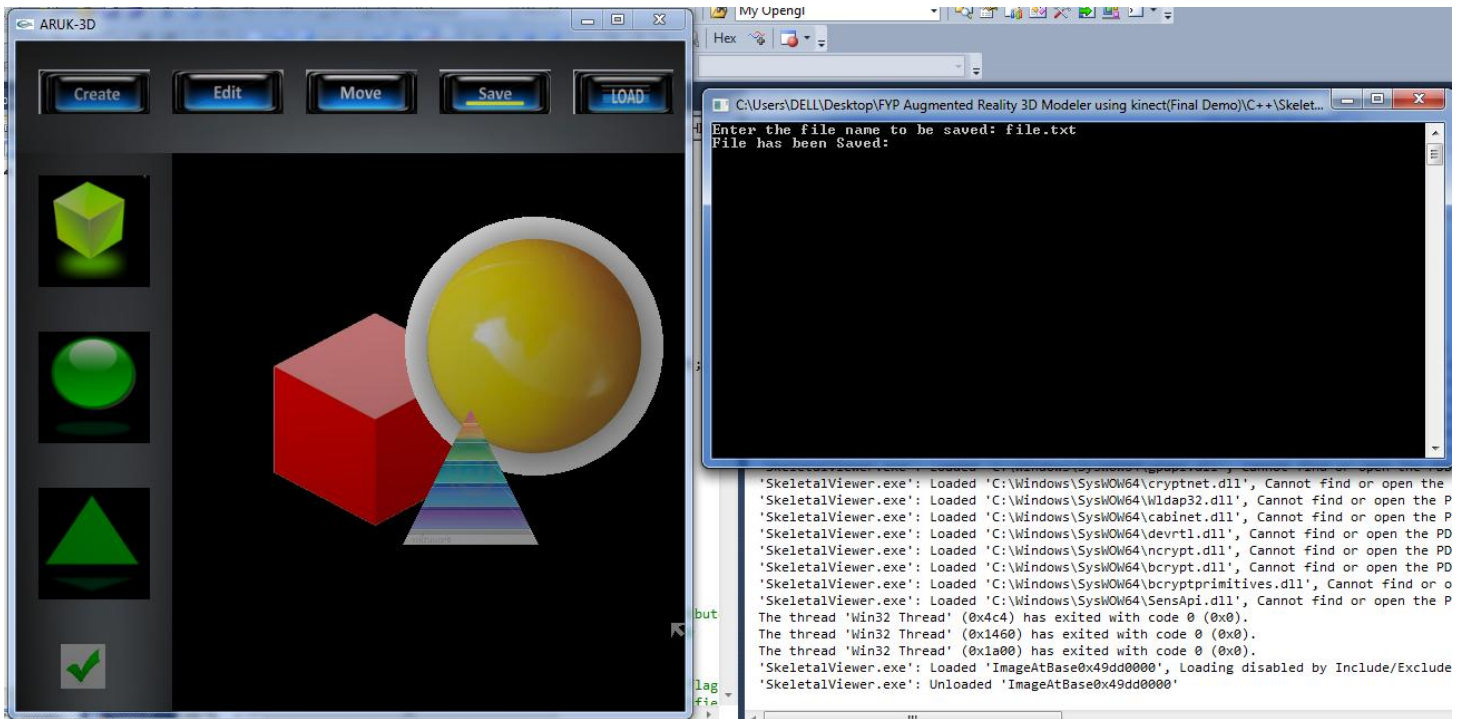 ARUK-3D
Create
Edit
Move
Save
LOAD
My Opengl
Hex
C:\Users\DELL\Desktop\FYP Augmented Reality 3D Modeler using kinect(Final Demo)\C++\Skelet...
Enter the file name to be saved: file.txt
File has been Saved:
'SkeletalViewer.exe': Loaded 'C:\Windows\SysWOW64\cryptnet.dll', Cannot find or open the
'SkeletalViewer.exe': Loaded 'C:\Windows\SysWOW64\Wldap32.dll', Cannot find or open the P
'SkeletalViewer.exe': Loaded 'C:\Windows\SysWOW64\cabinet.dll', Cannot find or open the P
'SkeletalViewer.exe': Loaded 'C:\Windows\SysWOW64\devrtl.dll', Cannot find or open the PD
'SkeletalViewer.exe': Loaded 'C:\Windows\SysWOW64\ncrypt.dll', Cannot find or open the PD
'SkeletalViewer.exe': Loaded 'C:\Windows\SysWOW64\bcrypt.dll', Cannot find or open the PD
'SkeletalViewer.exe': Loaded 'C:\Windows\SysWOW64\bcryptprimitives.dll', Cannot find or o
'SkeletalViewer.exe': Loaded 'C:\Windows\SysWOW64\SensApi.dll', Cannot find or open the P
The thread 'Win32 Thread' (0x4c4) has exited with code 0 (0x0).
The thread 'Win32 Thread' (0x1460) has exited with code 0 (0x0).
The thread 'Win32 Thread' (0x1a00) has exited with code 0 (0x0).
'SkeletalViewer.exe': Loaded 'ImageAtBase0x49dd0000', Loading disabled by Include/Exclude
'SkeletalViewer.exe': Unloaded 'ImageAtBase0x49dd0000'
but
lag
fie